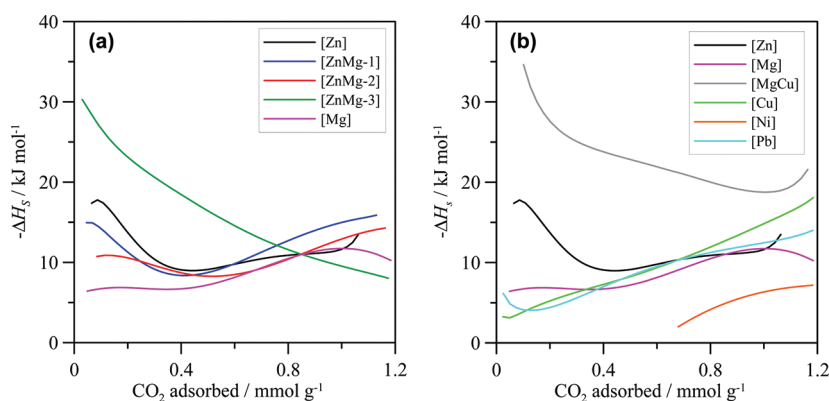 (a)
[Zn]
[ZnMg-1]
[ZnMg-2]
[ZnMg-3]
[Mg]
40
30
20
10
0
-ΔH_S / kJ mol⁻¹
0
0.4
0.8
1.2
CO₂ adsorbed / mmol g⁻¹
(b)
[Zn]
[Mg]
[MgCu]
[Cu]
[Ni]
[Pb]
40
30
20
10
0
-ΔH_s / kJ mol⁻¹
0
0.4
0.8
1.2
CO₂ adsorbed / mmol g⁻¹